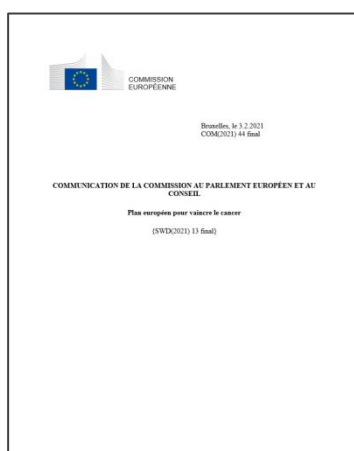 COMMISSION
EUROPÉENNE
Bruxelles, le 3.2.2021
COM(2021) 44 final
COMMUNICATION DE LA COMMISSION AU PARLEMENT EUROPÉEN ET AU
CONSEIL
Plan européen pour vaincre le cancer
{SWD(2021) 13 final}